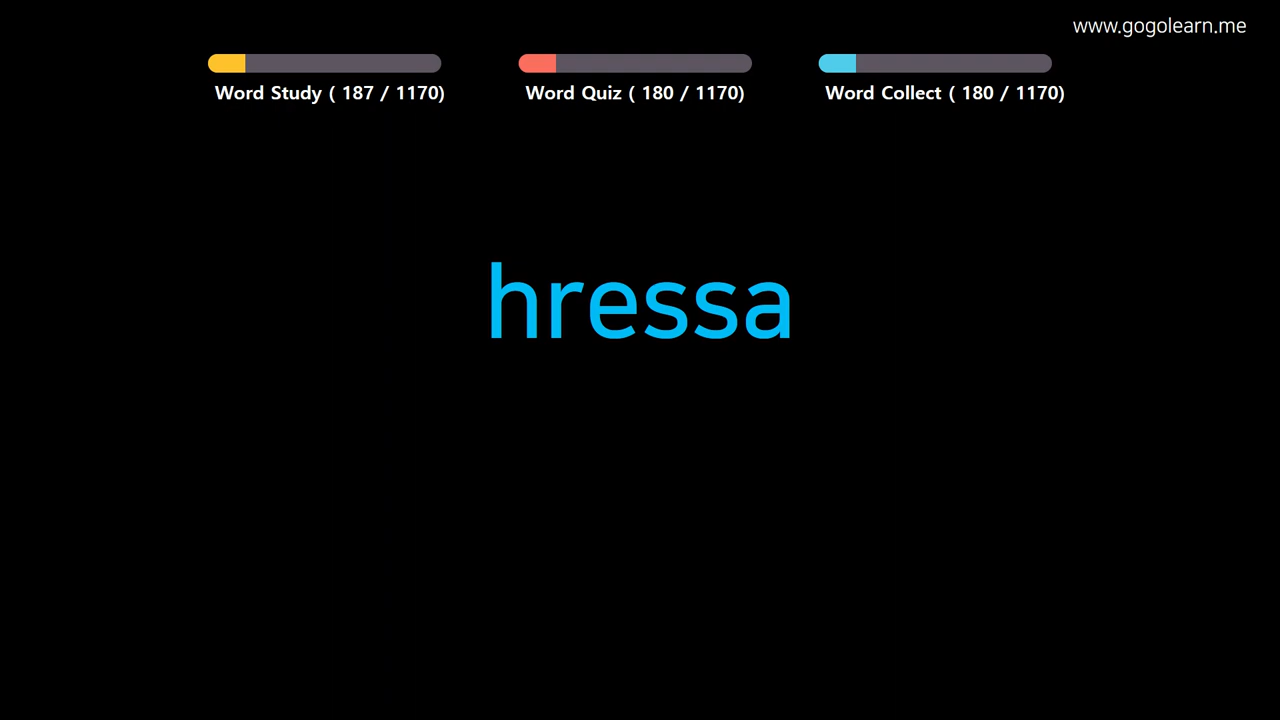 www.gogolearn.me
Word Study ( 187 / 1170)
Word Quiz ( 180 / 1170)
Word Collect ( 180 / 1170)
hressa